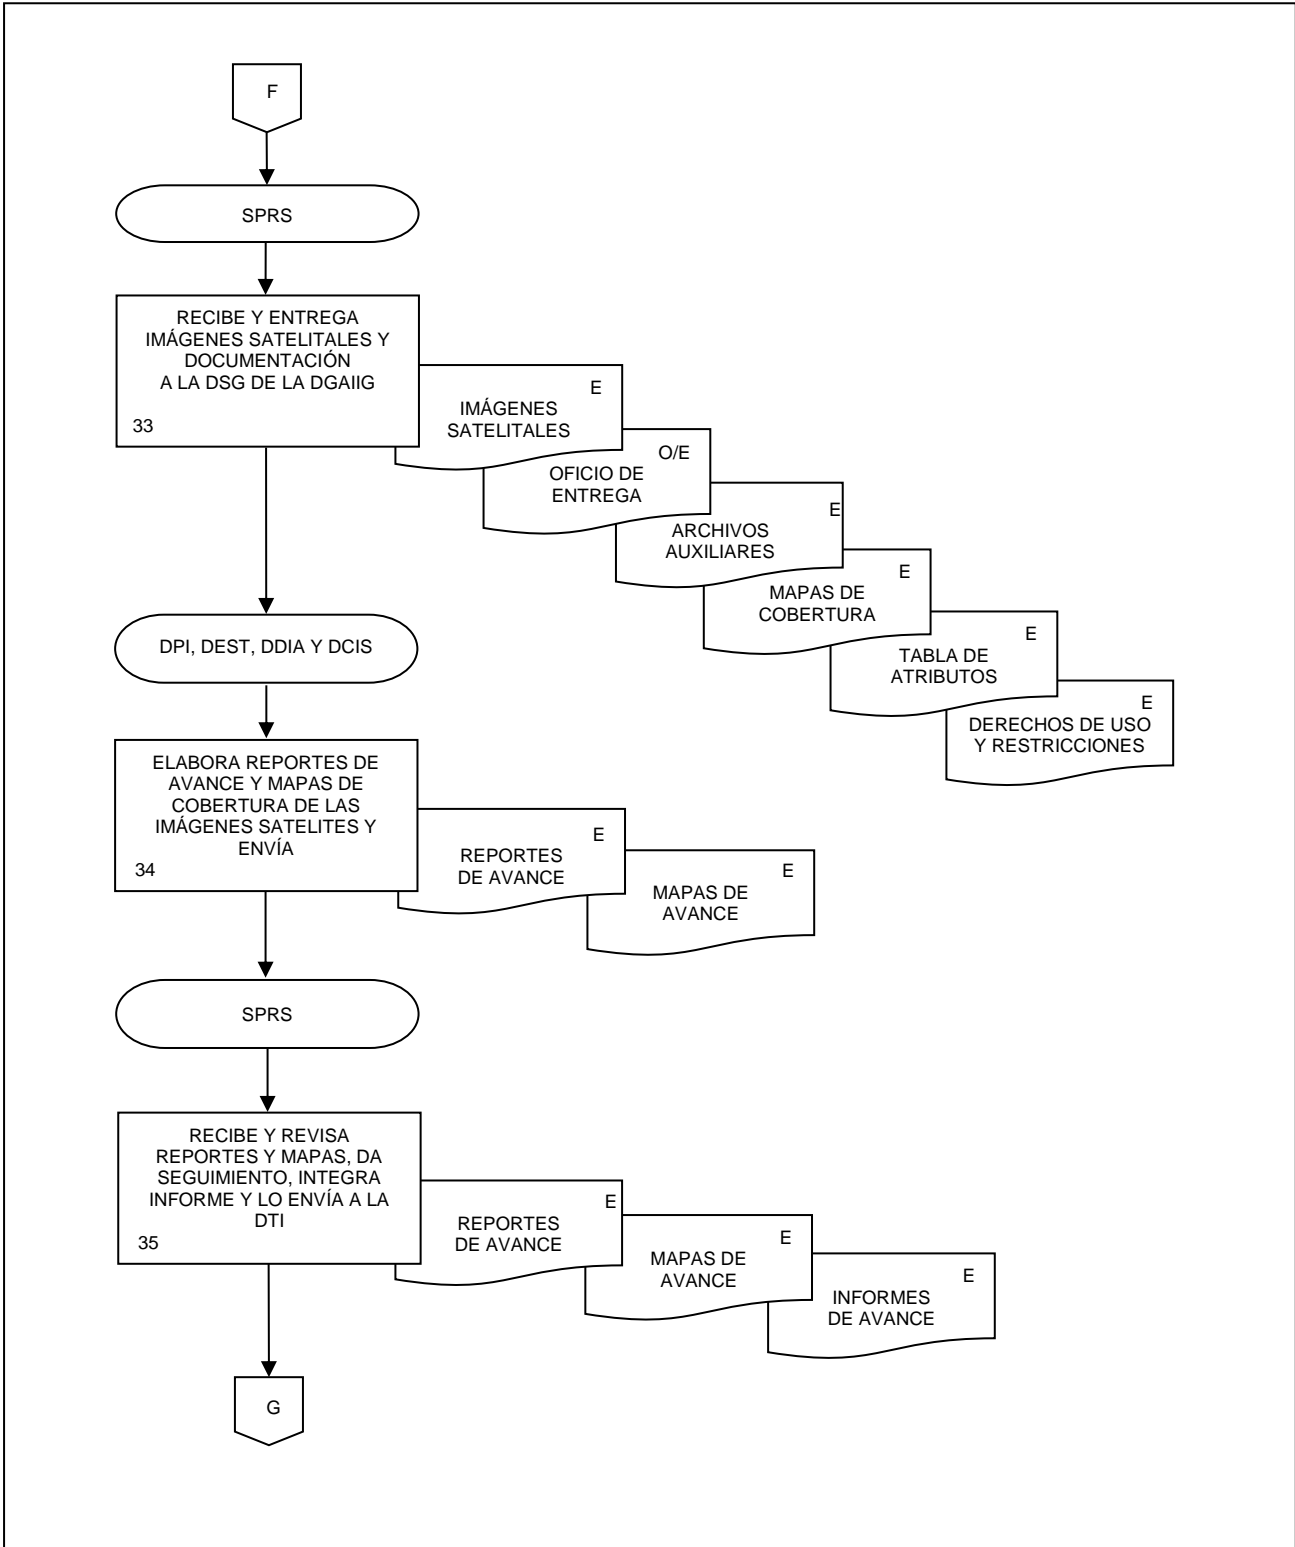 F
SPRS
RECIBE Y ENTREGA
IMÁGENES SATELITALES Y
DOCUMENTACIÓN
A LA DSG DE LA DGAIIG
33
E
IMÁGENES
SATELITALES
O/E
OFICIO DE
ENTREGA
E
ARCHIVOS
AUXILIARES
E
MAPAS DE
COBERTURA
E
TABLA DE
ATRIBUTOS
E
DERECHOS DE USO
Y RESTRICCIONES
DPI, DEST, DDIA Y DCIS
ELABORA REPORTES DE
AVANCE Y MAPAS DE
COBERTURA DE LAS
IMÁGENES SATELITES Y
ENVÍA
34
E
REPORTES
DE AVANCE
E
MAPAS DE
AVANCE
SPRS
RECIBE Y REVISA
REPORTES Y MAPAS, DA
SEGUIMIENTO, INTEGRA
INFORME Y LO ENVÍA A LA
DTI
35
E
REPORTES
DE AVANCE
E
MAPAS DE
AVANCE
E
INFORMES
DE AVANCE
G